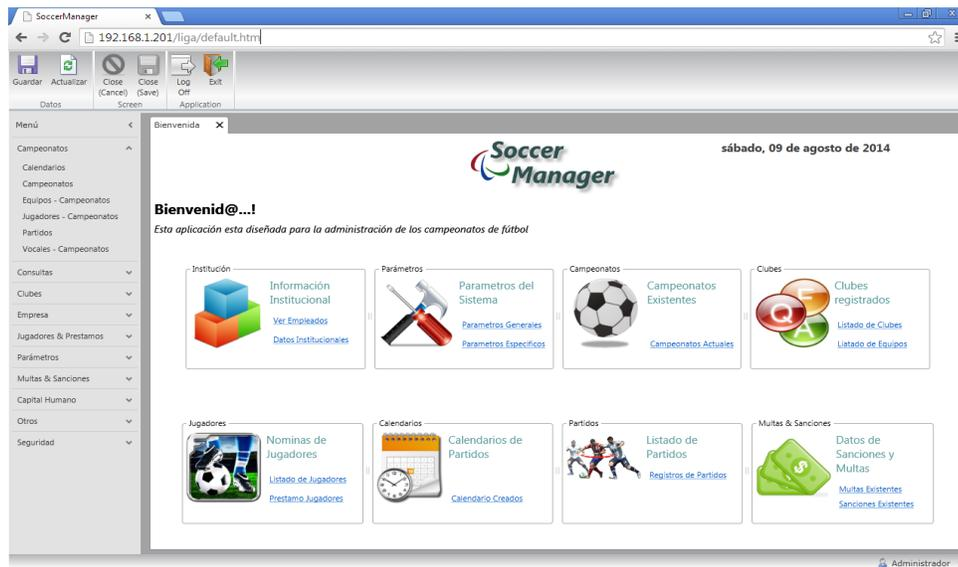 SoccerManager
192.168.1.201/liga/default.htm
Guardar
Actualizar
Close (Cancel)
Close (Save)
Log Off
Exit
Datos
Screen
Application
Menú
Bienvenida
Campeonatos
Calendarios
Campeonatos
Equipos - Campeonatos
Jugadores - Campeonatos
Partidos
Vocales - Campeonatos
Consultas
Clubes
Empresa
Jugadores & Prestamos
Parámetros
Multas & Sanciones
Capital Humano
Otros
Seguridad
Soccer
Manager
sábado, 09 de agosto de 2014
Bienvenid@...!
Esta aplicación esta diseñada para la administración de los campeonatos de fútbol
Institución
Información
Institucional
Ver Empleados
Datos Institucionales
Parámetros
Parametros del
Sistema
Parametros Generales
Parametros Especificos
Campeonatos
Campeonatos
Existentes
Campeonatos Actuales
Clubes
F
Q
A
Clubes
registrados
Listado de Clubes
Liatado de Equipos
Jugadores
Nominas de
Jugadores
Listado de Jugadores
Prestamo Jugadores
Calendarios
Calendarios de
Partidos
Calendario Creados
Partidos
Listado de
Partidos
Registros de Partidos
Multas & Sanciones
$
Datos de
Sanciones y
Multas
Multas Existentes
Sanciones Existentes
Administrador